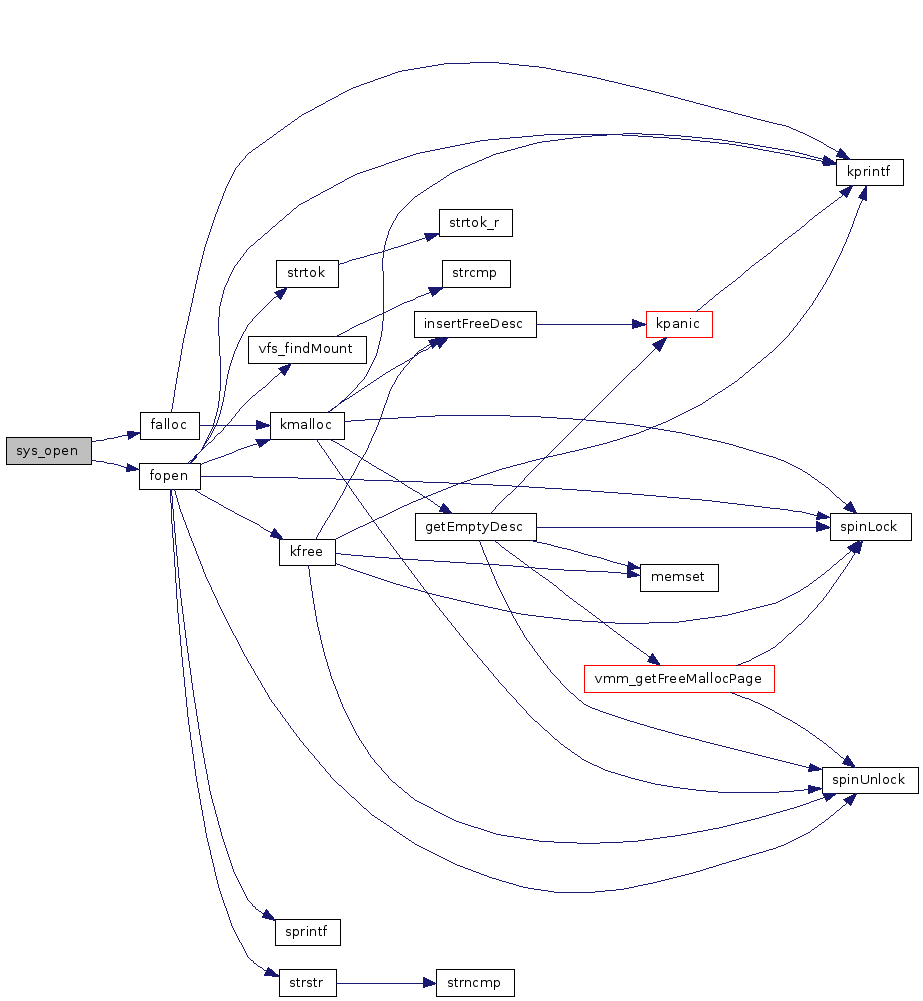 kprintf
strtok_r
strtok
strcmp
insertFreeDesc
kpanic
vfs_findMount
falloc
kmalloc
sys_open
fopen
getEmptyDesc
spinLock
kfree
memset
vmm_getFreeMallocPage
spinUnlock
sprintf
strstr
strncmp